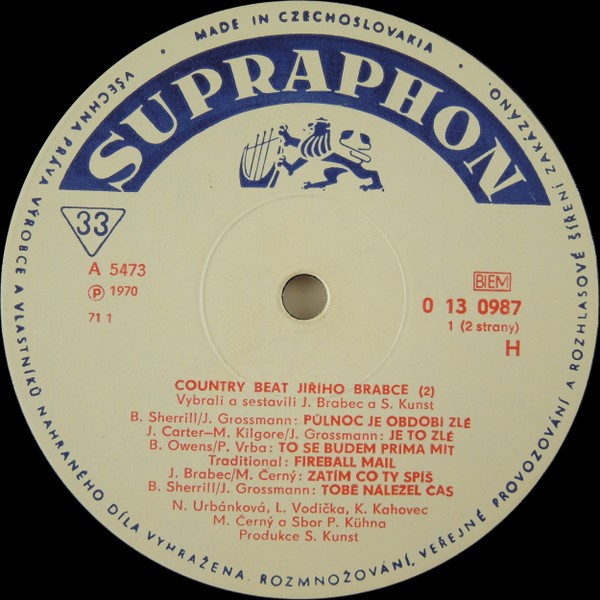 • MADE IN CZECHOSLOVAKIA •
SUPRAPHON
33
A 5473
Ⓟ 1970
71 1
BIEM
0 13 0987
1 (2 strany)
H
COUNTRY BEAT JIŘÍHO BRABCE (2)
Vybrali a sestavili J. Brabec a S. Kunst
B. Sherrill/J. Grossmann: PŮLNOC JE OBDOBÍ ZLÉ
J. Carter–M. Kilgore/J. Grossmann: JE TO ZLÉ
B. Owens/P. Vrba: TO SE BUDEM PRIMA MÍT
Traditional: FIREBALL MAIL
J. Brabec/M. Černý: ZATÍM CO TY SPÍŠ
B. Sherrill/J. Grossmann: TOBĚ NÁLEŽEL ČAS
N. Urbánková, L. Vodička, K. Kahovec
M. Černý a Sbor P. Kühna
Produkce S. Kunst
VŠECHNA PRÁVA VÝROBCE A VLASTNÍKŮ NAHRANÉHO DÍLA VYHRAŽENA. ROZMNOŽOVÁNÍ, VEŘEJNÉ PROVOZOVÁNÍ A ROZHLASOVÉ ŠÍŘENÍ ZAKÁZÁNO.